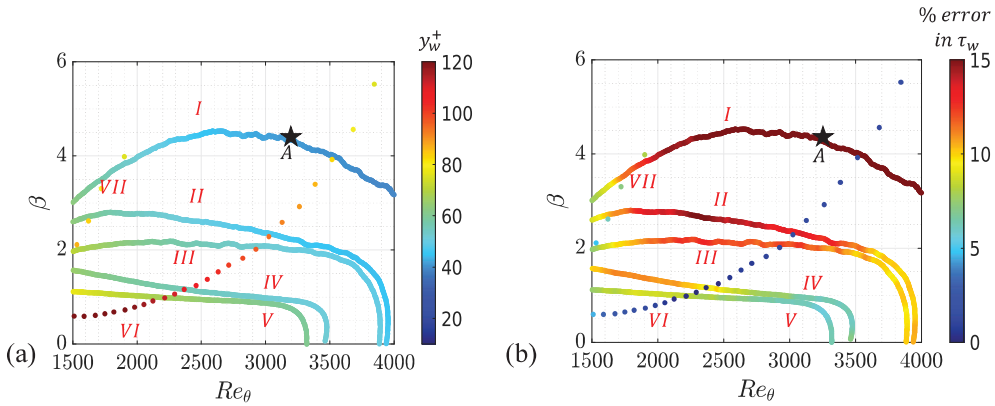 y_w^+
6
4
2
0
β
1500 2000 2500 3000 3500 4000
Re_θ
I
A
VII
II
III
IV
V
VI
120
100
80
60
40
20
(a)
% error
in τ_w
6
4
2
0
β
1500 2000 2500 3000 3500 4000
Re_θ
I
A
VII
II
III
IV
V
VI
15
10
5
0
(b)